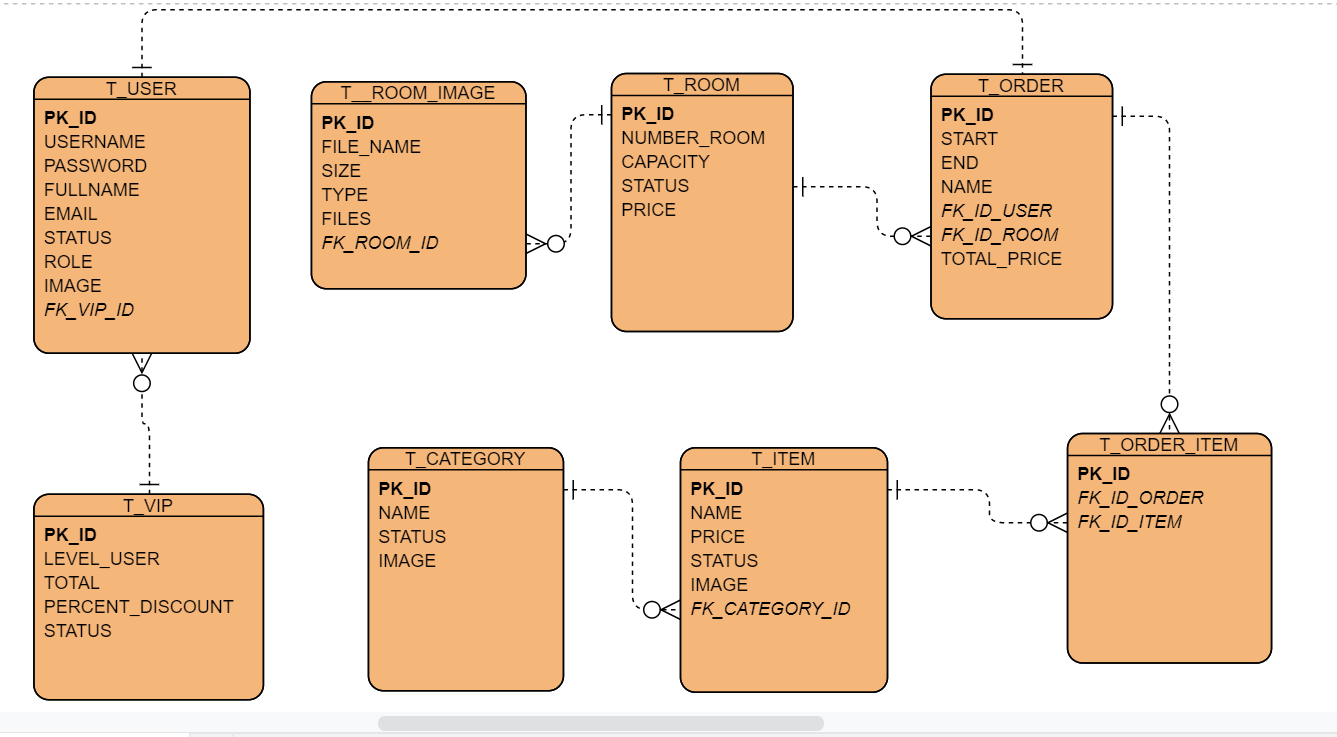 T_USER
PK_ID
USERNAME
PASSWORD
FULLNAME
EMAIL
STATUS
ROLE
IMAGE
FK_VIP_ID
T__ROOM_IMAGE
PK_ID
FILE_NAME
SIZE
TYPE
FILES
FK_ROOM_ID
T_ROOM
PK_ID
NUMBER_ROOM
CAPACITY
STATUS
PRICE
T_ORDER
PK_ID
START
END
NAME
FK_ID_USER
FK_ID_ROOM
TOTAL_PRICE
T_VIP
PK_ID
LEVEL_USER
TOTAL
PERCENT_DISCOUNT
STATUS
T_CATEGORY
PK_ID
NAME
STATUS
IMAGE
T_ITEM
PK_ID
NAME
PRICE
STATUS
IMAGE
FK_CATEGORY_ID
T_ORDER_ITEM
PK_ID
FK_ID_ORDER
FK_ID_ITEM